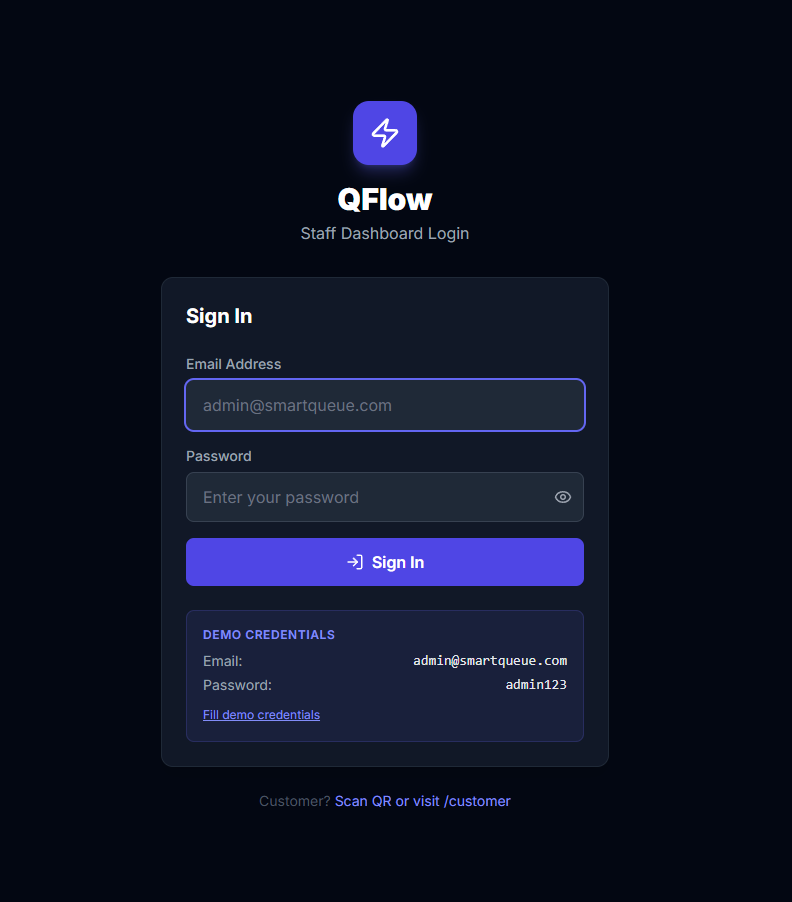 QFlow
Staff Dashboard Login
Sign In
Email Address
admin@smartqueue.com
Password
Enter your password
Sign In
DEMO CREDENTIALS
Email: admin@smartqueue.com
Password: admin123
Fill demo credentials
Customer? Scan QR or visit /customer